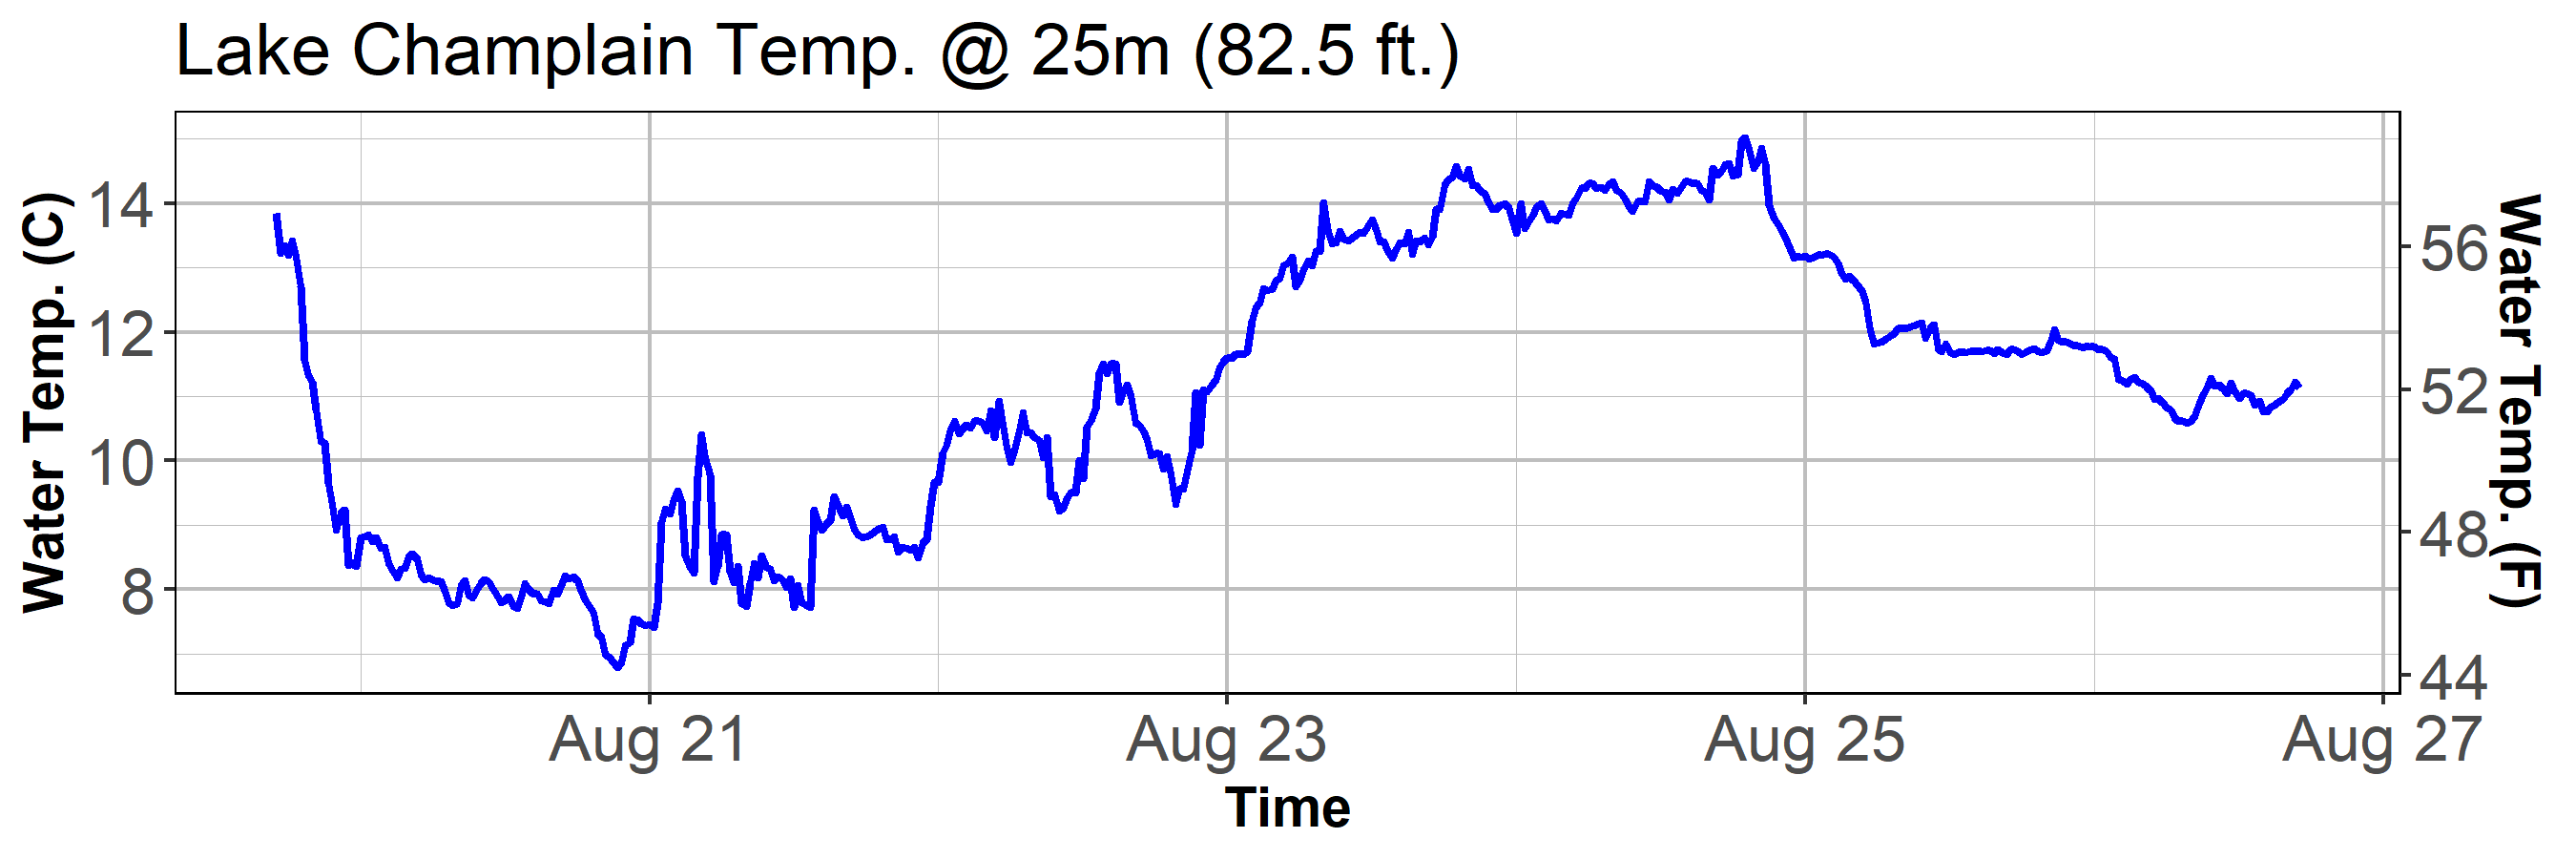 Lake Champlain Temp. @ 25m (82.5 ft.)
Water Temp. (C)
14
12
10
8
56
52
48
44
Water Temp. (F)
Aug 21 Aug 23 Aug 25 Aug 27
Time